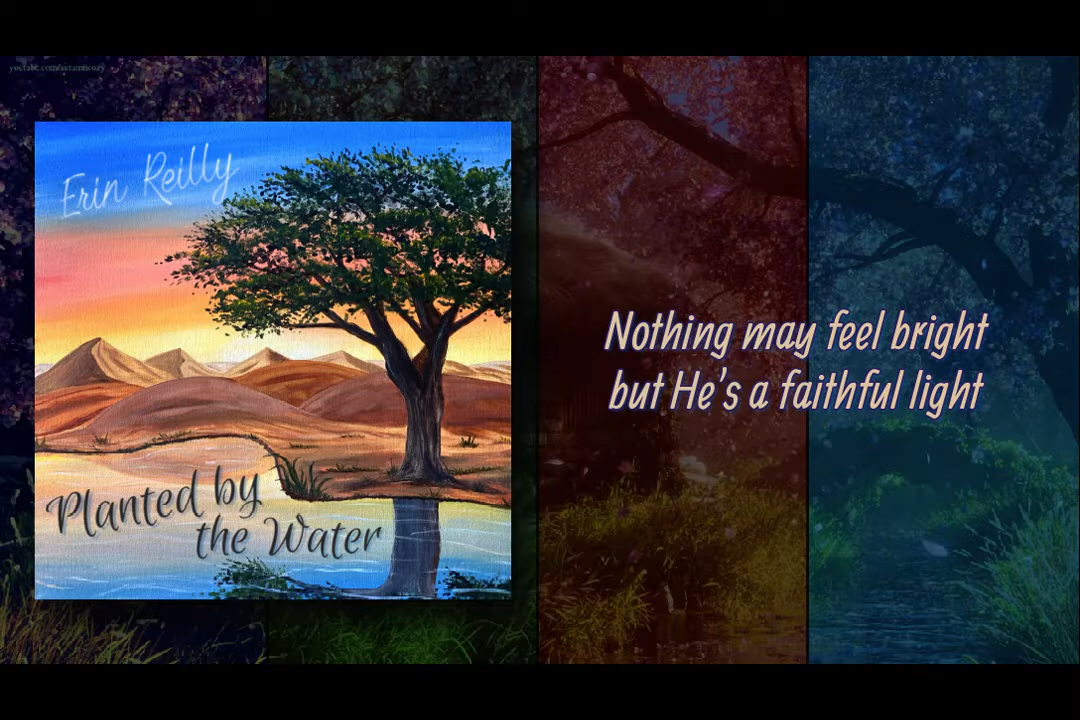 Erin Reilly
Planted by
the Water
Nothing may feel bright
but He's a faithful light